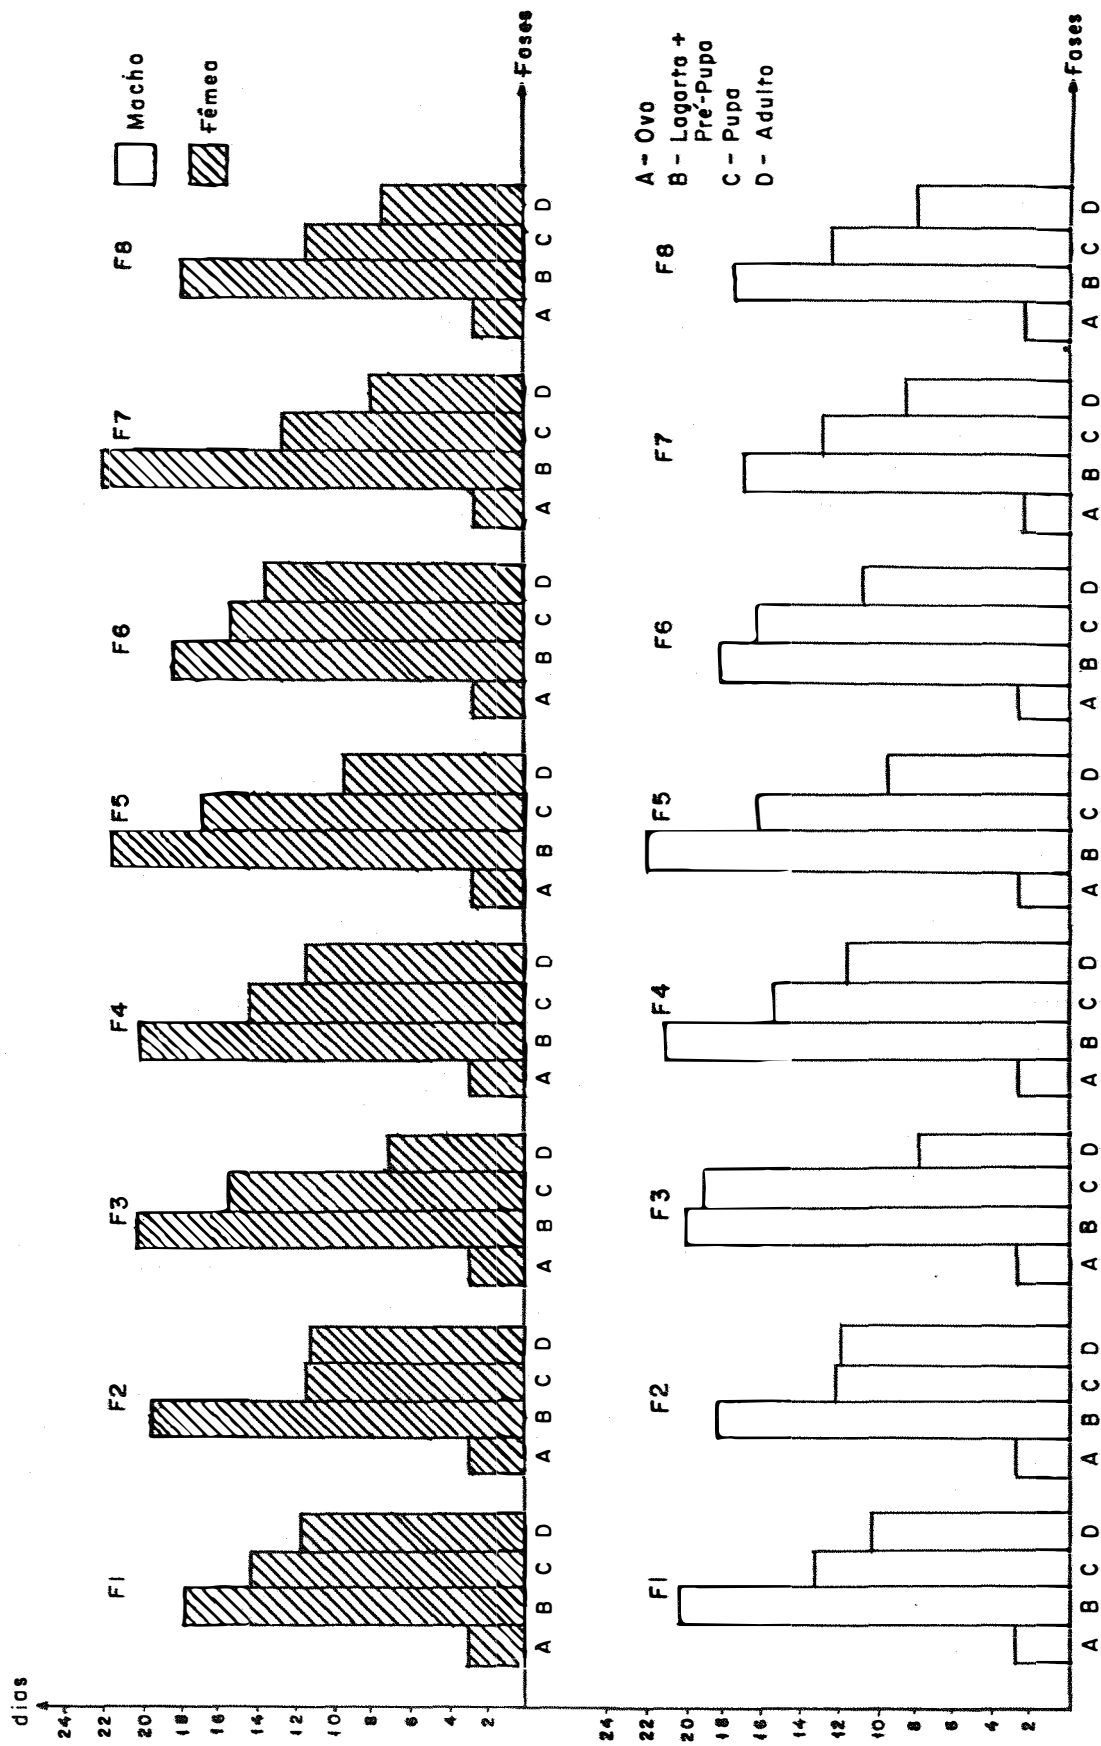 dias
24
22
20
18
16
14
12
10
8
6
4
2
F1 F2 F3 F4 F5 F6 F7 F8
Macho
Fêmea
A B C D A B C D A B C D A B C D A B C D A B C D A B C D A B C D
Fases
24
22
20
18
16
14
12
10
8
6
4
2
F1 F2 F3 F4 F5 F6 F7 F8
A - Ovo
B - Lagarta +
Pré-Pupa
C - Pupa
D - Adulto
A B C D A B C D A B C D A B C D A B C D A B C D A B C D A B C D
Fases